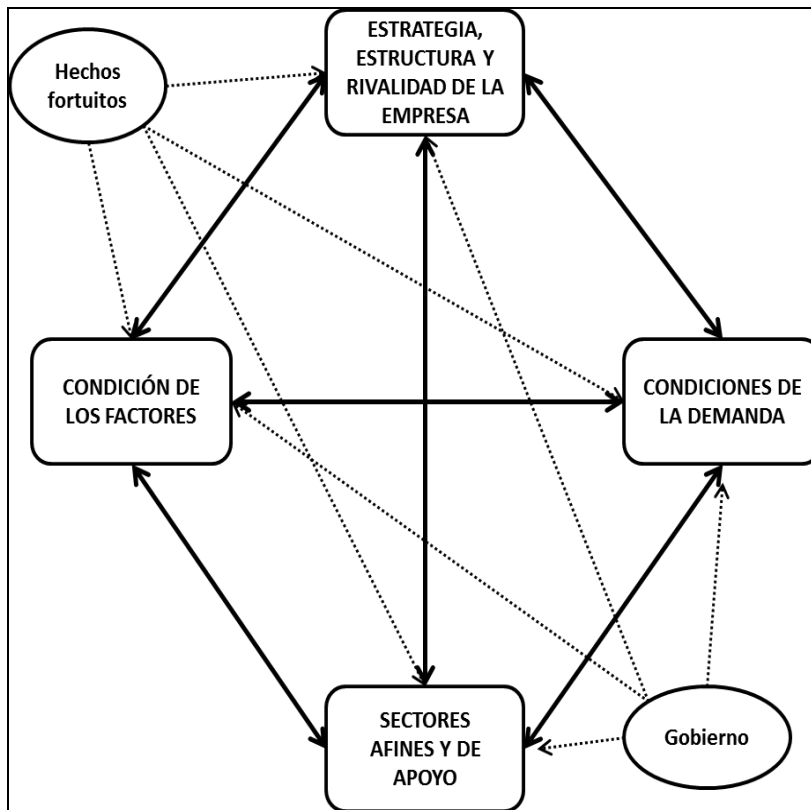 ESTRATEGIA,
ESTRUCTURA Y
RIVALIDAD DE LA
EMPRESA
Hechos
fortuitos
CONDICIÓN DE
LOS FACTORES
CONDICIONES DE
LA DEMANDA
SECTORES
AFINES Y DE
APOYO
Gobierno